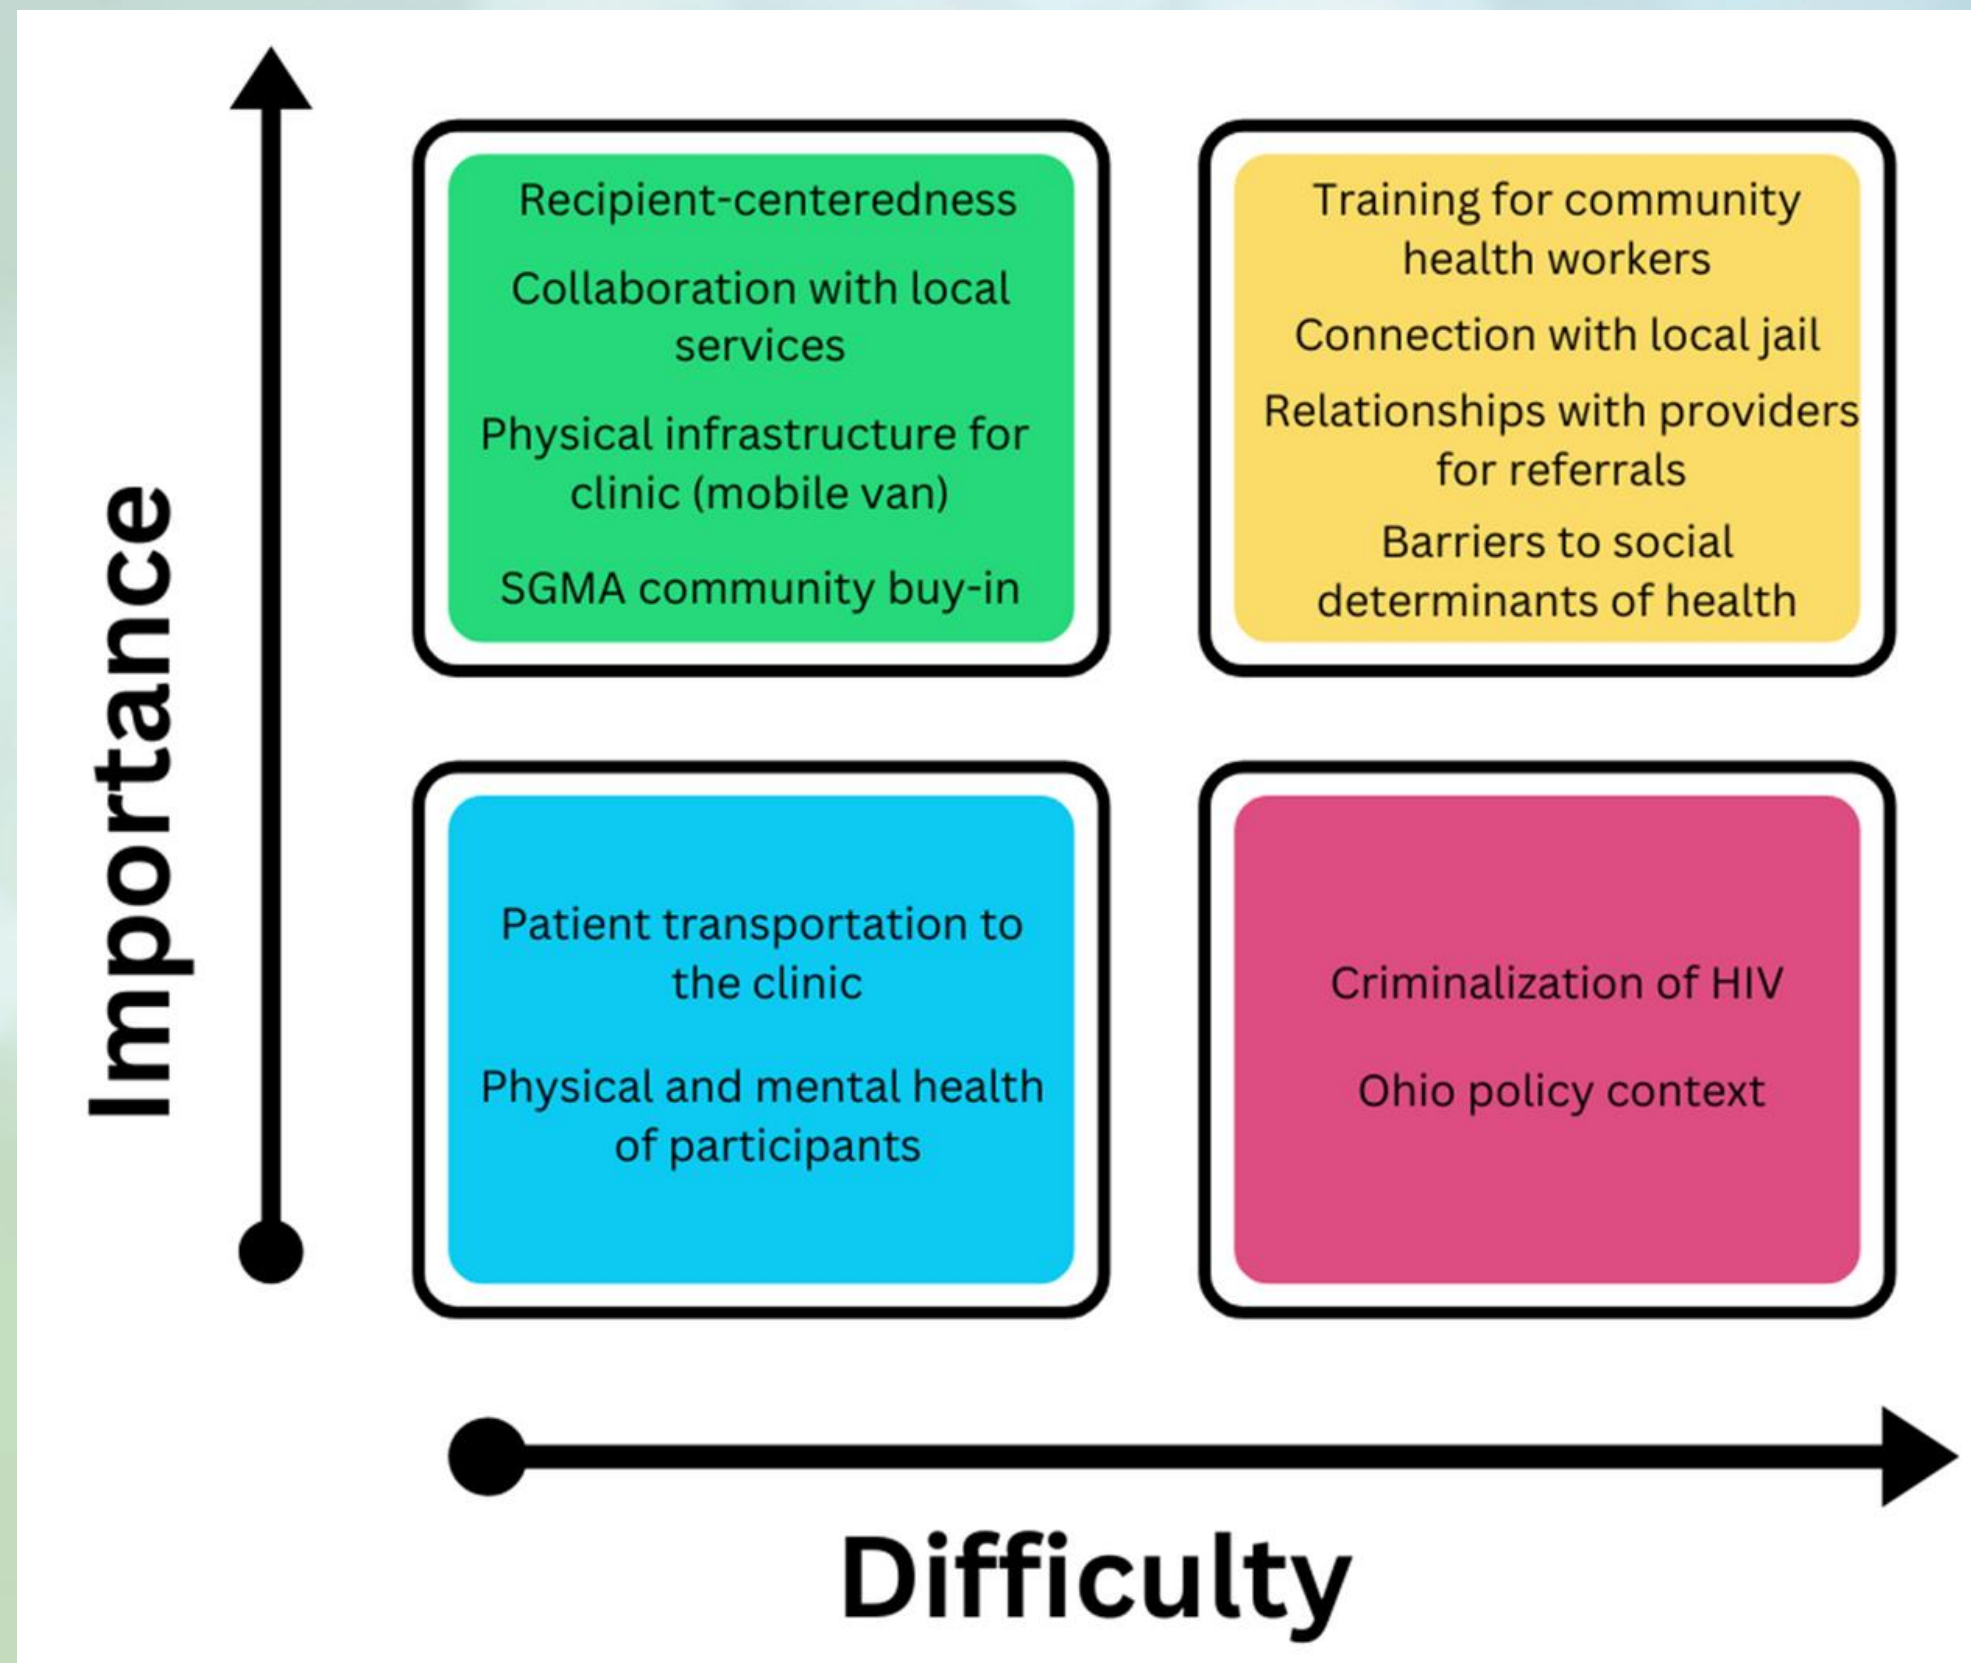 Importance
Recipient-centeredness
Collaboration with local
services
Physical infrastructure for
clinic (mobile van)
SGMA community buy-in
Training for community
health workers
Connection with local jail
Relationships with providers
for referrals
Barriers to social
determinants of health
Patient transportation to
the clinic
Physical and mental health
of participants
Criminalization of HIV
Ohio policy context
Difficulty